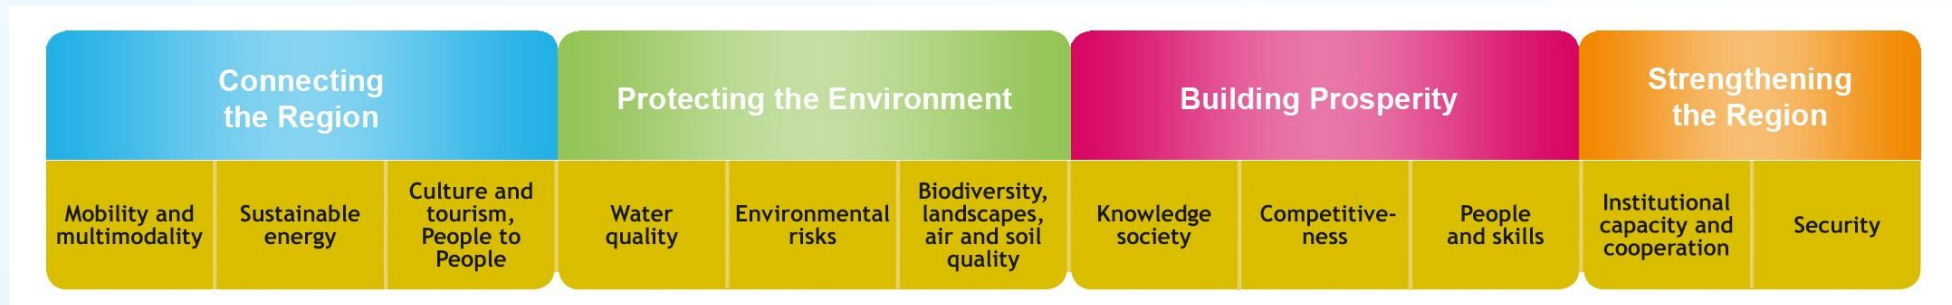 Connecting
the Region
Protecting the Environment
Building Prosperity
Strengthening
the Region
Mobility and
multimodality
Sustainable
energy
Culture and
tourism,
People to
People
Water
quality
Environmental
risks
Biodiversity,
landscapes,
air and soil
quality
Knowledge
society
Competitive-
ness
People
and skills
Institutional
capacity and
cooperation
Security